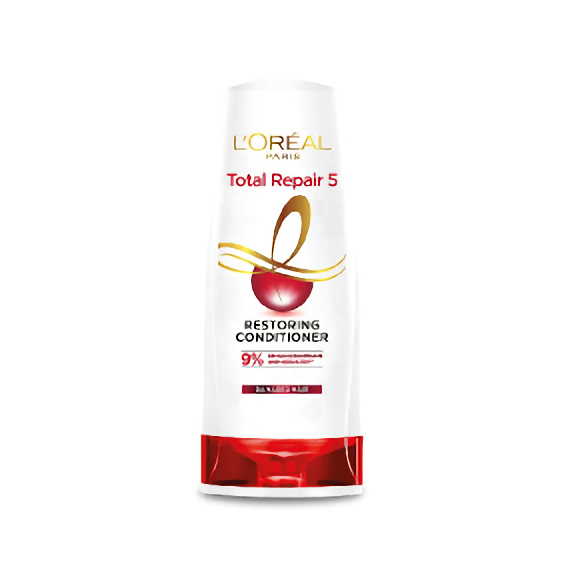 L'ORÉAL
PARIS
Total Repair 5
RESTORING
CONDITIONER
9%